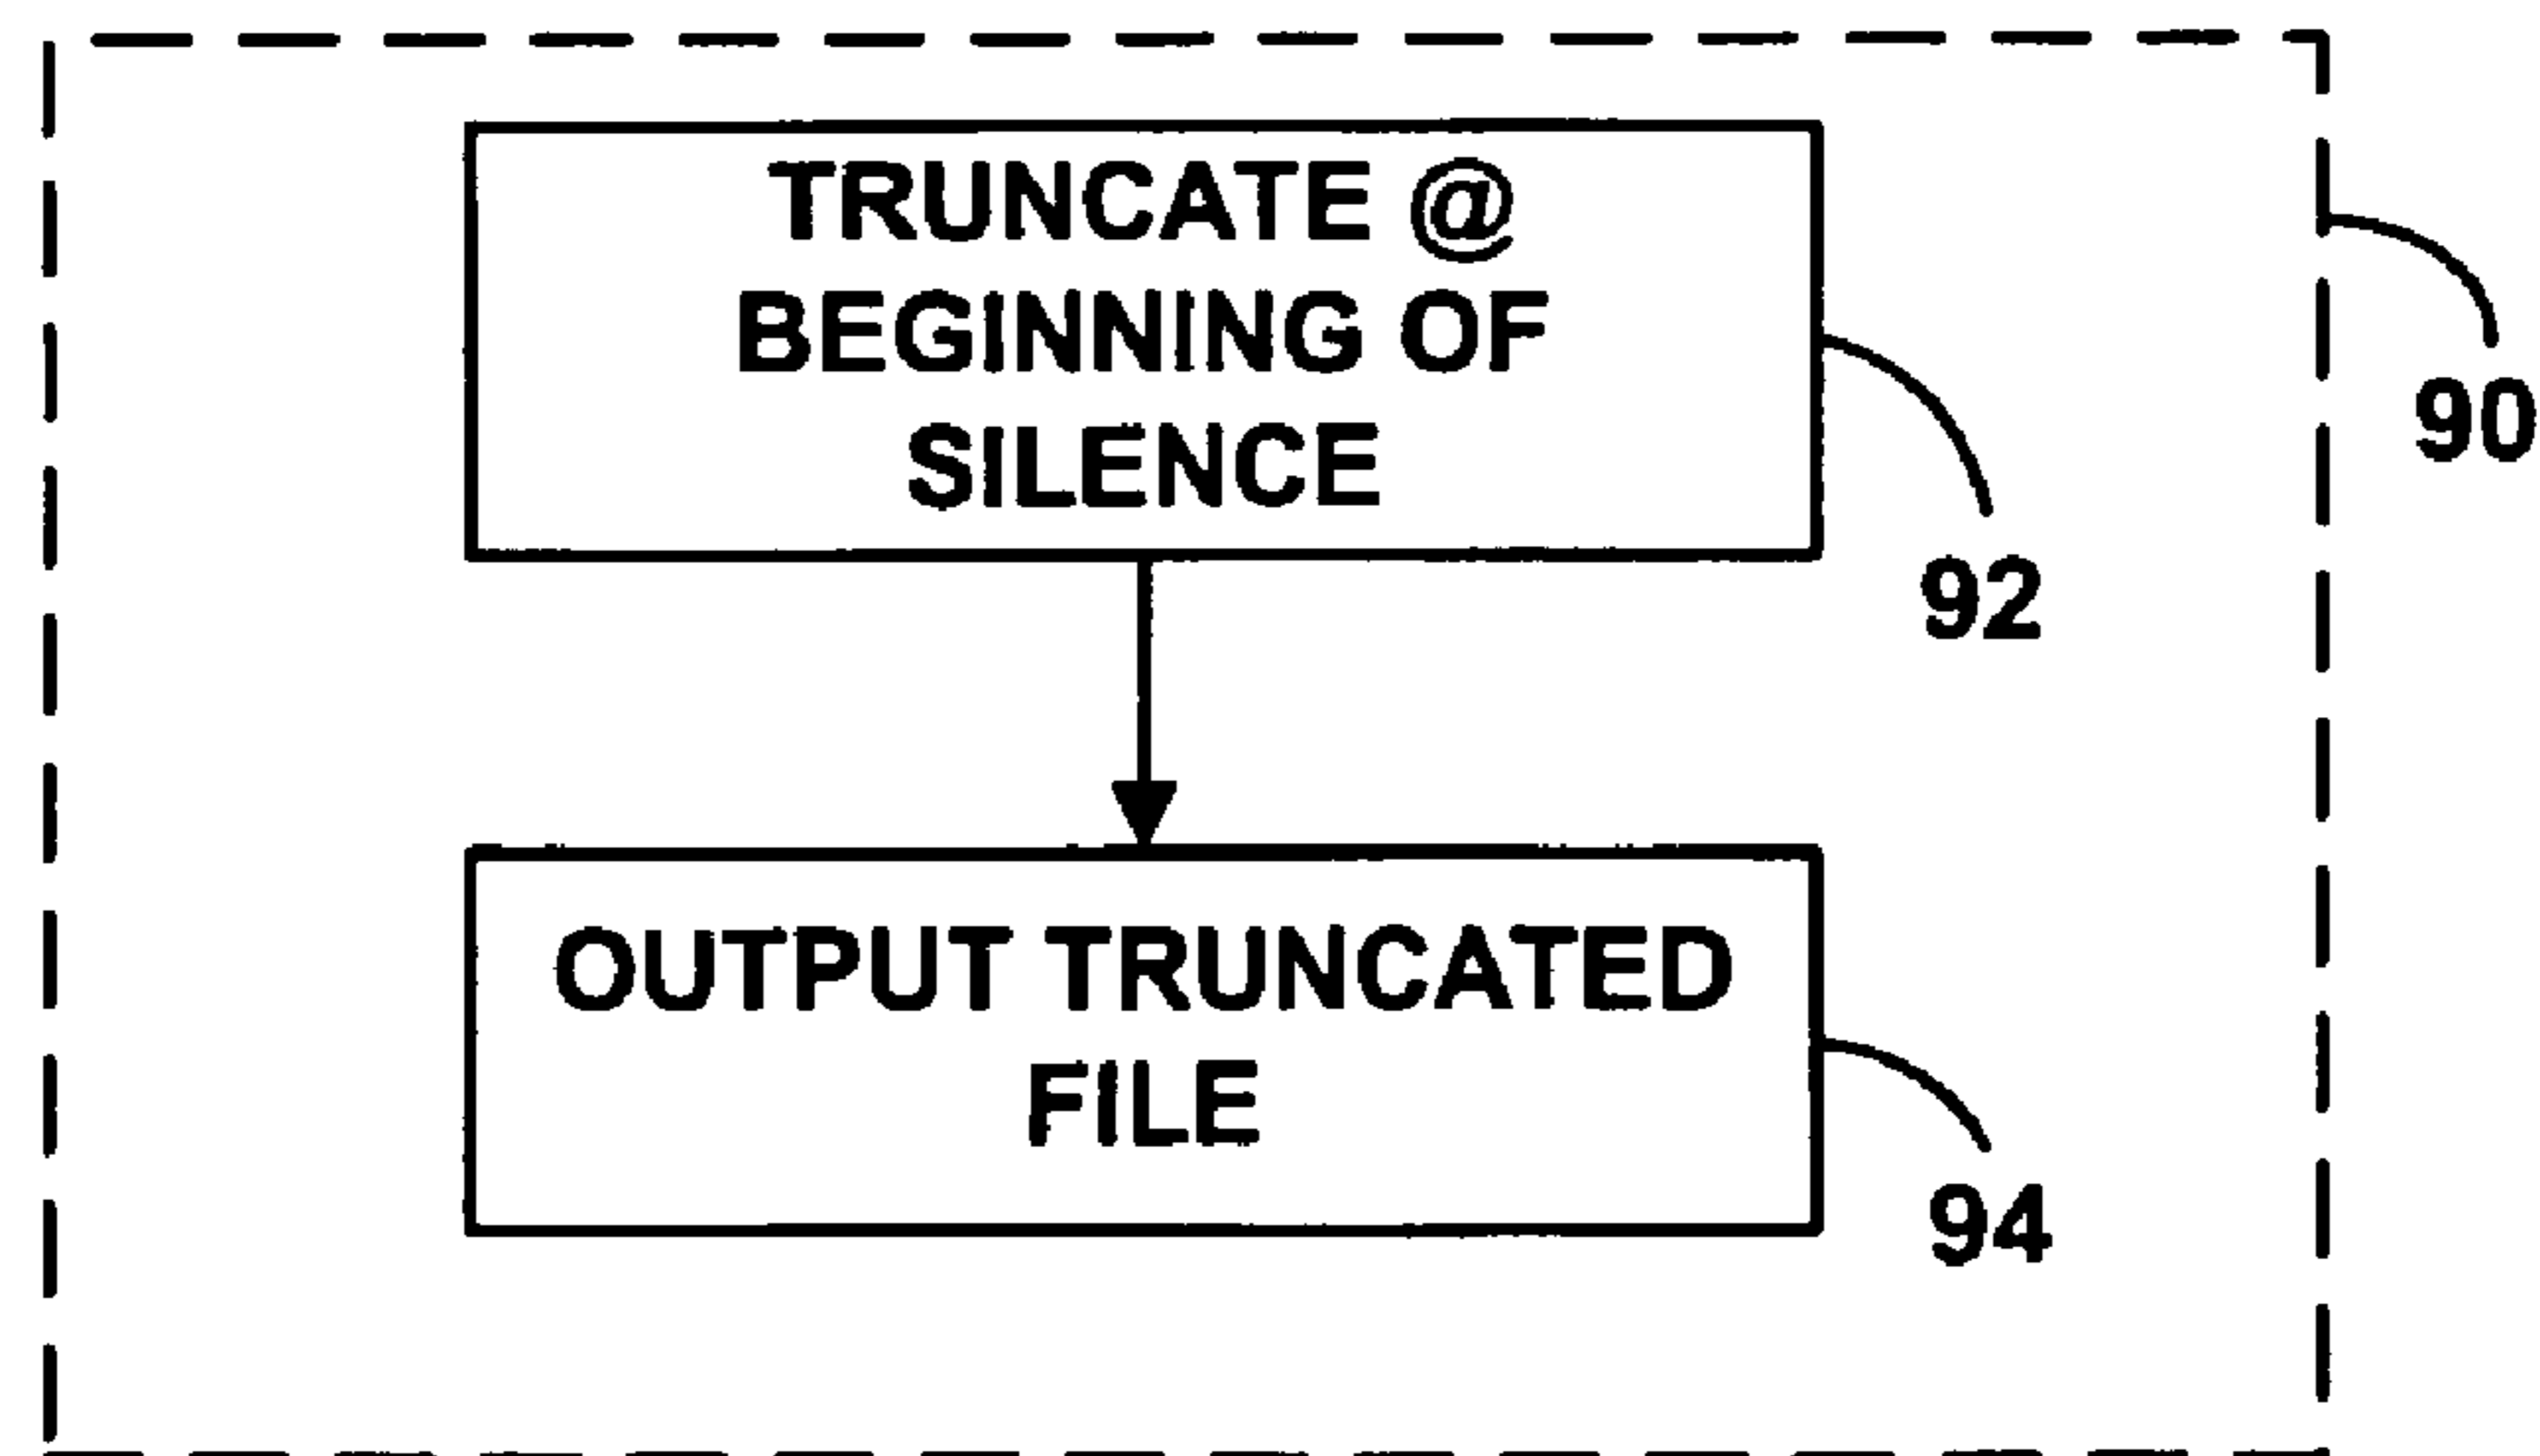 TRUNCATE @
BEGINNING OF
SILENCE
90
92
OUTPUT TRUNCATED
FILE
94